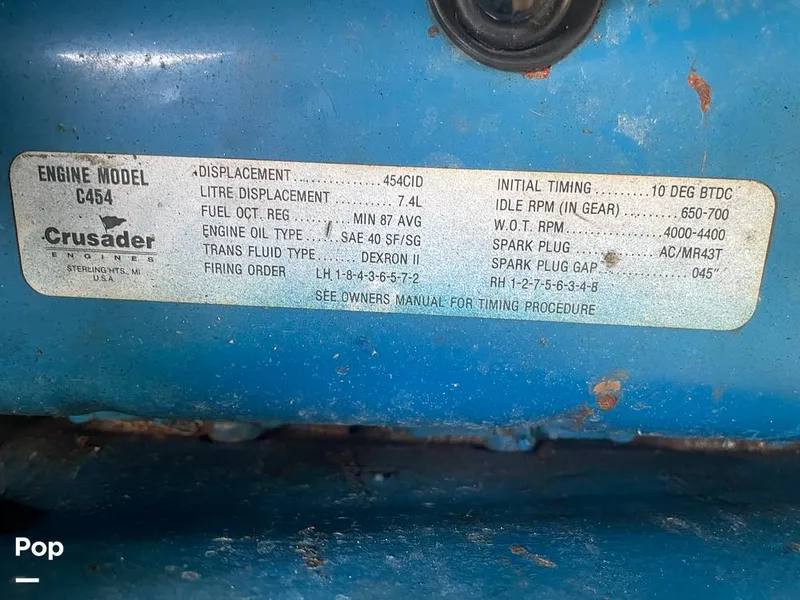 ENGINE MODEL
C454
Crusader
ENGINES
STERLING HTS., MI
U.S.A
DISPLACEMENT..................454CID
LITRE DISPLACEMENT..........7.4L
FUEL OCT. REG..........MIN 87 AVG
ENGINE OIL TYPE......SAE 40 SF/SG
TRANS FLUID TYPE........DEXRON II
FIRING ORDER LH 1-8-4-3-6-5-7-2
INITIAL TIMING.........10 DEG BTDC
IDLE RPM (IN GEAR).......650-700
W.O.T. RPM................4000-4400
SPARK PLUG..............AC/MR43T
SPARK PLUG GAP............045"
RH 1-2-7-5-6-3-4-8
SEE OWNERS MANUAL FOR TIMING PROCEDURE
Pop